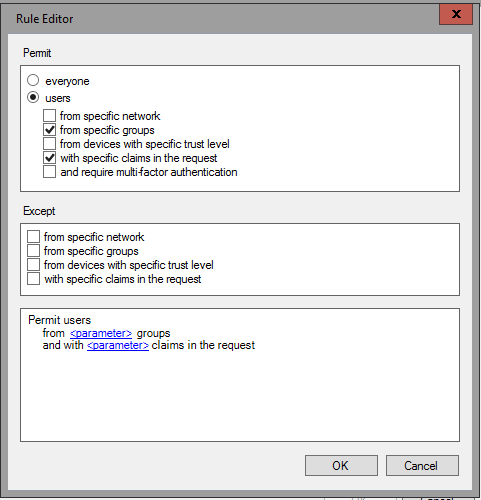 Rule Editor
x
Permit
everyone
users
from specific network
from specific groups
from devices with specific trust level
with specific claims in the request
and require multi-factor authentication
Except
from specific network
from specific groups
from devices with specific trust level
with specific claims in the request
Permit users
from <parameter> groups
and with <parameter> claims in the request
OK Cancel